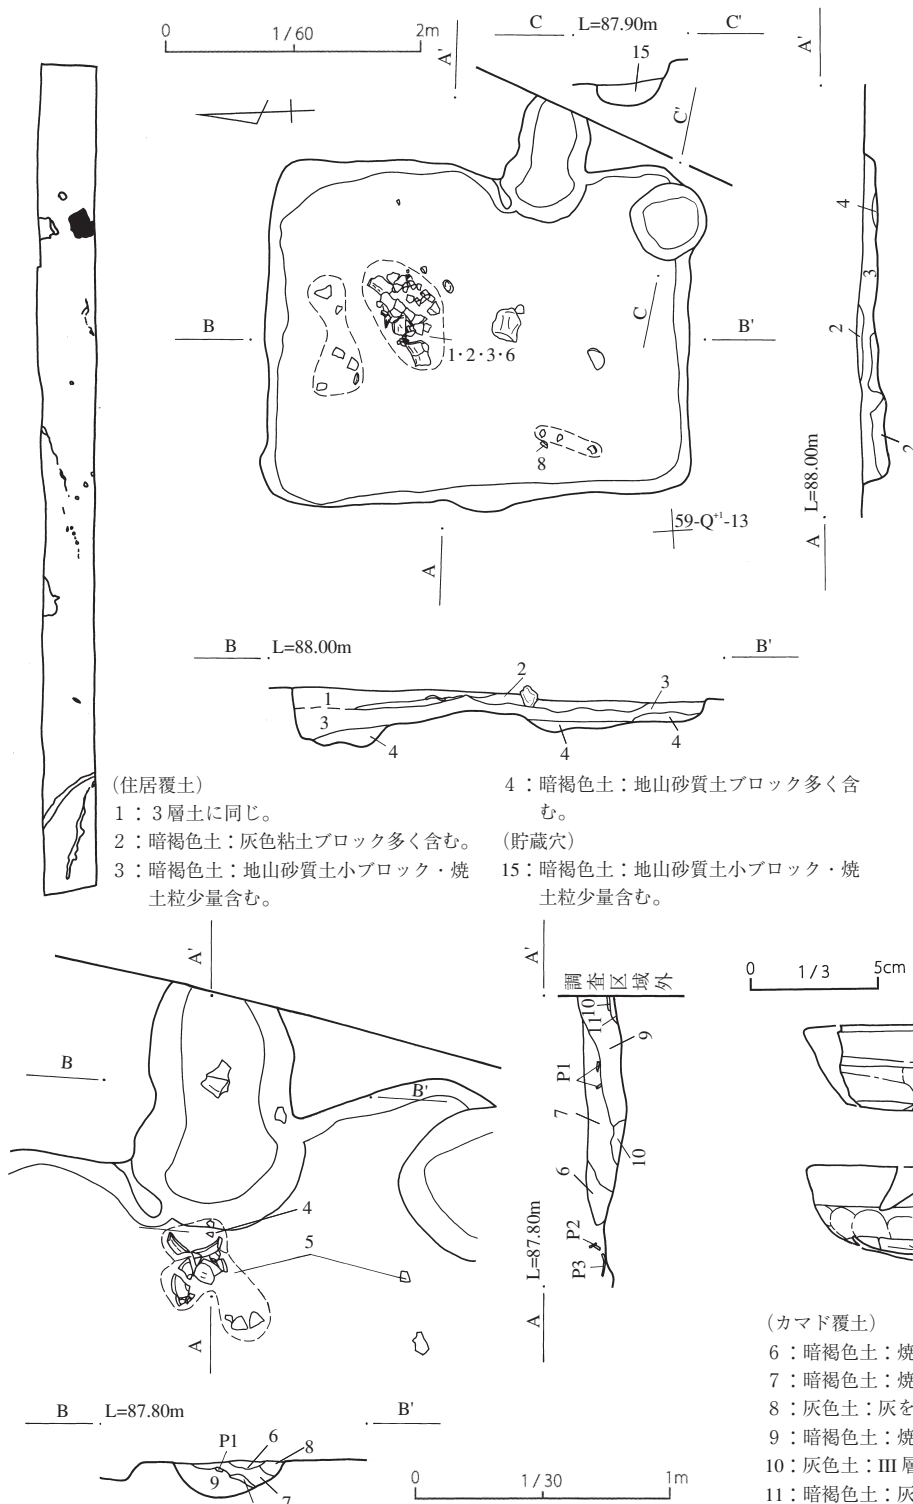 0 1/60 2m
C L=87.90m C'
15
A'
A'
C'
4
3
2
2
C
B B'
1・2・3・6
8
L=88.00m
A
59-Q⁺¹-13
A
B L=88.00m B'
1 2 3
3 4 4 4
(住居覆土)
1：3層土に同じ。
2：暗褐色土：灰色粘土ブロック多く含む。
3：暗褐色土：地山砂質土小ブロック・焼
土粒少量含む。
4：暗褐色土：地山砂質土ブロック多く含
む。
(貯蔵穴)
15：暗褐色土：地山砂質土小ブロック・焼
土粒少量含む。
A'
A'
調査区域外
0 1/3 5cm
10
11
9
P1
7
10
6
P2
P3
L=87.80m
A
B B'
4
5
A
(カマド覆土)
6：暗褐色土：焼
7：暗褐色土：焼
8：灰色土：灰を
9：暗褐色土：焼
10：灰色土：III層
11：暗褐色土：灰
B L=87.80m B'
P1 6 8
9 7
0 1/30 1m